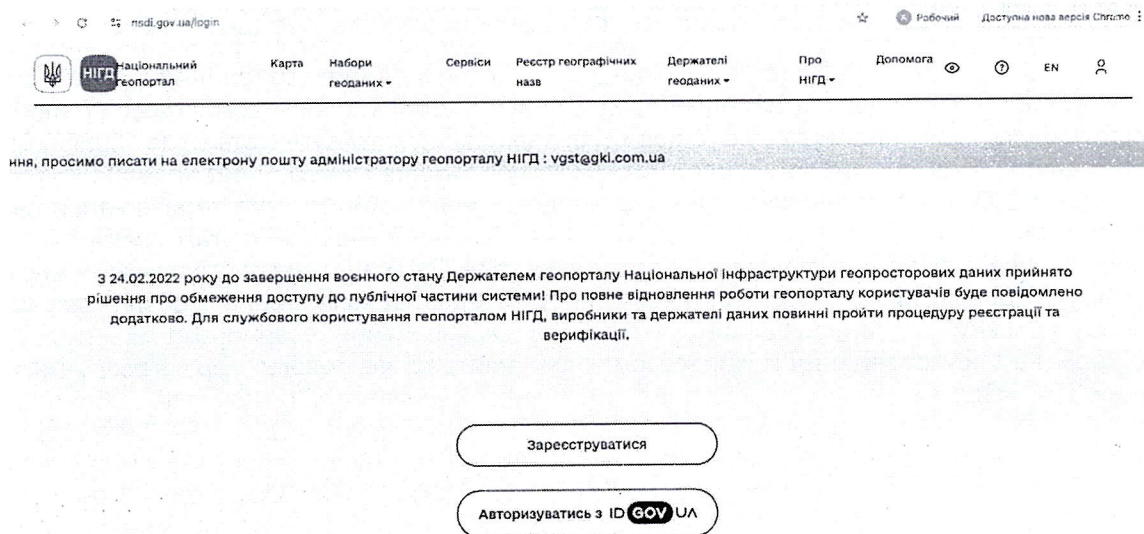 nsdi.gov.ua/login
Рабочий
Доступна нова версія Chrome
НІГД
Національний геопортал
Карта
Набори геоданих
Сервіси
Реєстр географічних назв
Держателі геоданих
Про НІГД
Допомога
EN
ння, просимо писати на електрону пошту адміністратору геопорталу НІГД : vgst@gki.com.ua
З 24.02.2022 року до завершення воєнного стану Держателем геопорталу Національної інфраструктури геопросторових даних прийнято
рішення про обмеження доступу до публічної частини системи! Про повне відновлення роботи геопорталу користувачів буде повідомлено
додатково. Для службового користування геопорталом НІГД, виробники та держателі даних повинні пройти процедуру реєстрації та
верифікації.
Зареєструватися
Авторизуватись з ID GOV UA